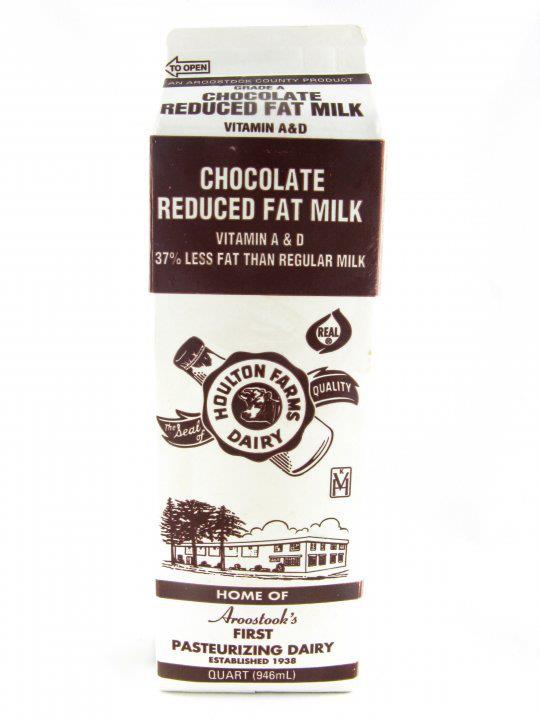 TO OPEN
AN AROOSTOOK COUNTY PRODUCT
GRADE A
CHOCOLATE
REDUCED FAT MILK
VITAMIN A&D
CHOCOLATE
REDUCED FAT MILK
VITAMIN A & D
37% LESS FAT THAN REGULAR MILK
REAL
®
HOULTON FARMS
DAIRY
The Seal of
QUALITY
K
VM
HOME OF
Aroostook's
FIRST
PASTEURIZING DAIRY
ESTABLISHED 1938
QUART (946mL)